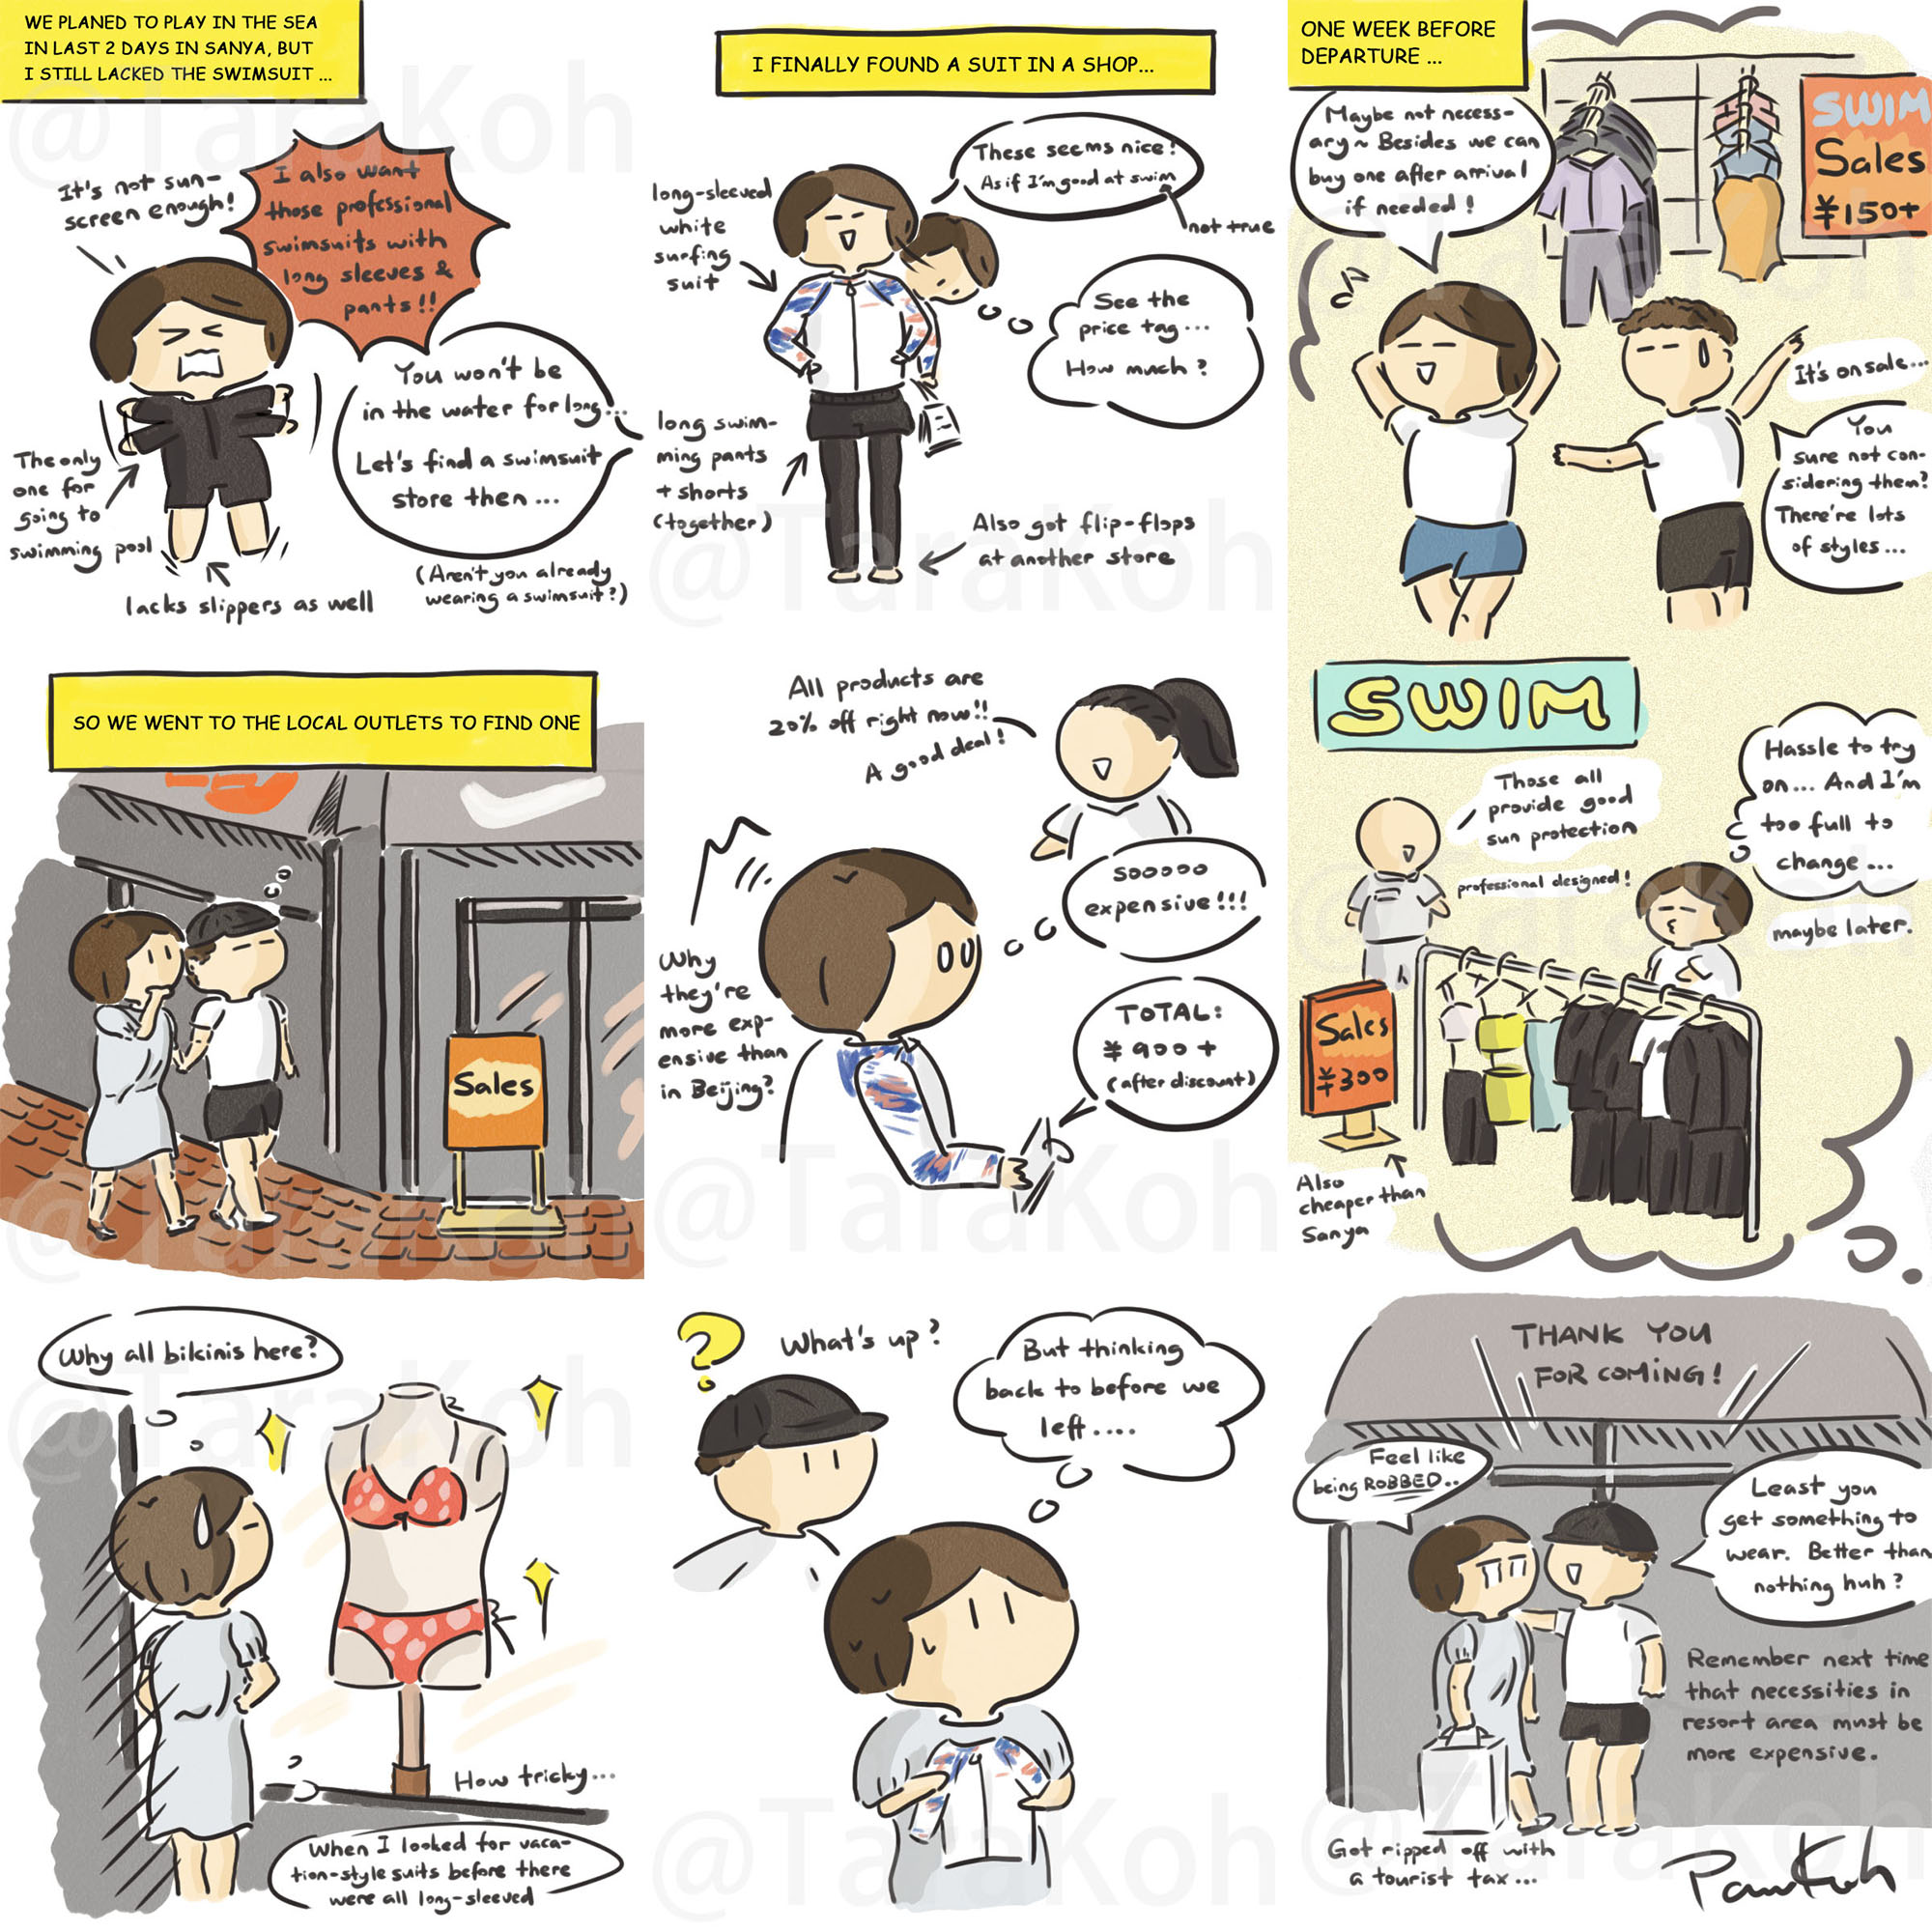 WE PLANED TO PLAY IN THE SEA
IN LAST 2 DAYS IN SANYA, BUT
I STILL LACKED THE SWIMSUIT ...
It's not sun-
screen enough!
I also want
those professional
swimsuits with
long sleeves &
pants!!
You won't be
in the water for long...
Let's find a swimsuit
store then...
(Aren't you already
wearing a swimsuit?)
The only
one for
going to
swimming pool
lacks slippers as well
SO WE WENT TO THE LOCAL OUTLETS TO FIND ONE
Sales
Why all bikinis here?
How tricky...
When I looked for vaca-
tion-style suits before there
were all long-sleeved
I FINALLY FOUND A SUIT IN A SHOP...
These seems nice!
As if I'm good at swim
not true
long-sleeved
white
surfing
suit
See the
price tag...
How much?
long swim-
ming pants
+ shorts
(together)
Also got flip-flops
at another store
All products are
20% off right now!!
A good deal!
sooooo
expensive!!!
Why
they're
more exp-
ensive than
in Beijing?
TOTAL:
¥900+
(after discount)
?
What's up?
But thinking
back to before we
left....
ONE WEEK BEFORE
DEPARTURE ...
Maybe not necess-
ary~ Besides we can
buy one after arrival
if needed!
SWIM
Sales
¥150+
It's on sale...
You
sure not con-
sidering them?
There're lots
of styles...
SWIM
Those all
provide good
sun protection
professional designed!
Hassle to try
on... And I'm
too full to
change...
maybe later.
Sales
¥300
Also
cheaper than
Sanya
THANK YOU
FOR COMING!
Feel like
being ROBBED..
Least you
get something to
wear. Better than
nothing huh?
Remember next time
that necessities in
resort area must be
more expensive.
Got ripped off with
a tourist tax...
@TaraKoh
@TaraKoh
@TaraKoh
@TaraKoh
@TaraKoh
@TaraKoh